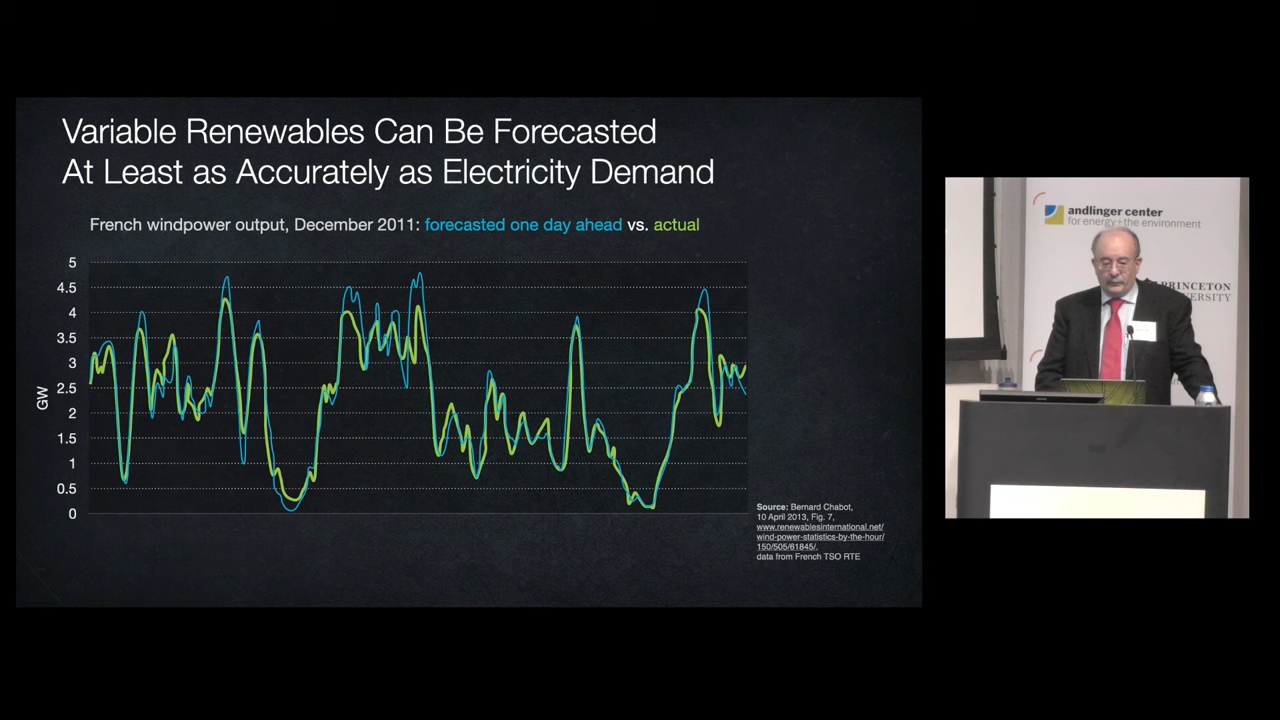 Variable Renewables Can Be Forecasted
At Least as Accurately as Electricity Demand
French windpower output, December 2011: forecasted one day ahead vs. actual
5
4.5
4
3.5
3
2.5
2
1.5
1
0.5
0
GW
Source: Bernard Chabot,
10 April 2013, Fig. 7,
www.renewablesinternational.net/
wind-power-statistics-by-the-hour/
150/505/61845/,
data from French TSO RTE
andlinger center
for energy+the environment
PRINCETON